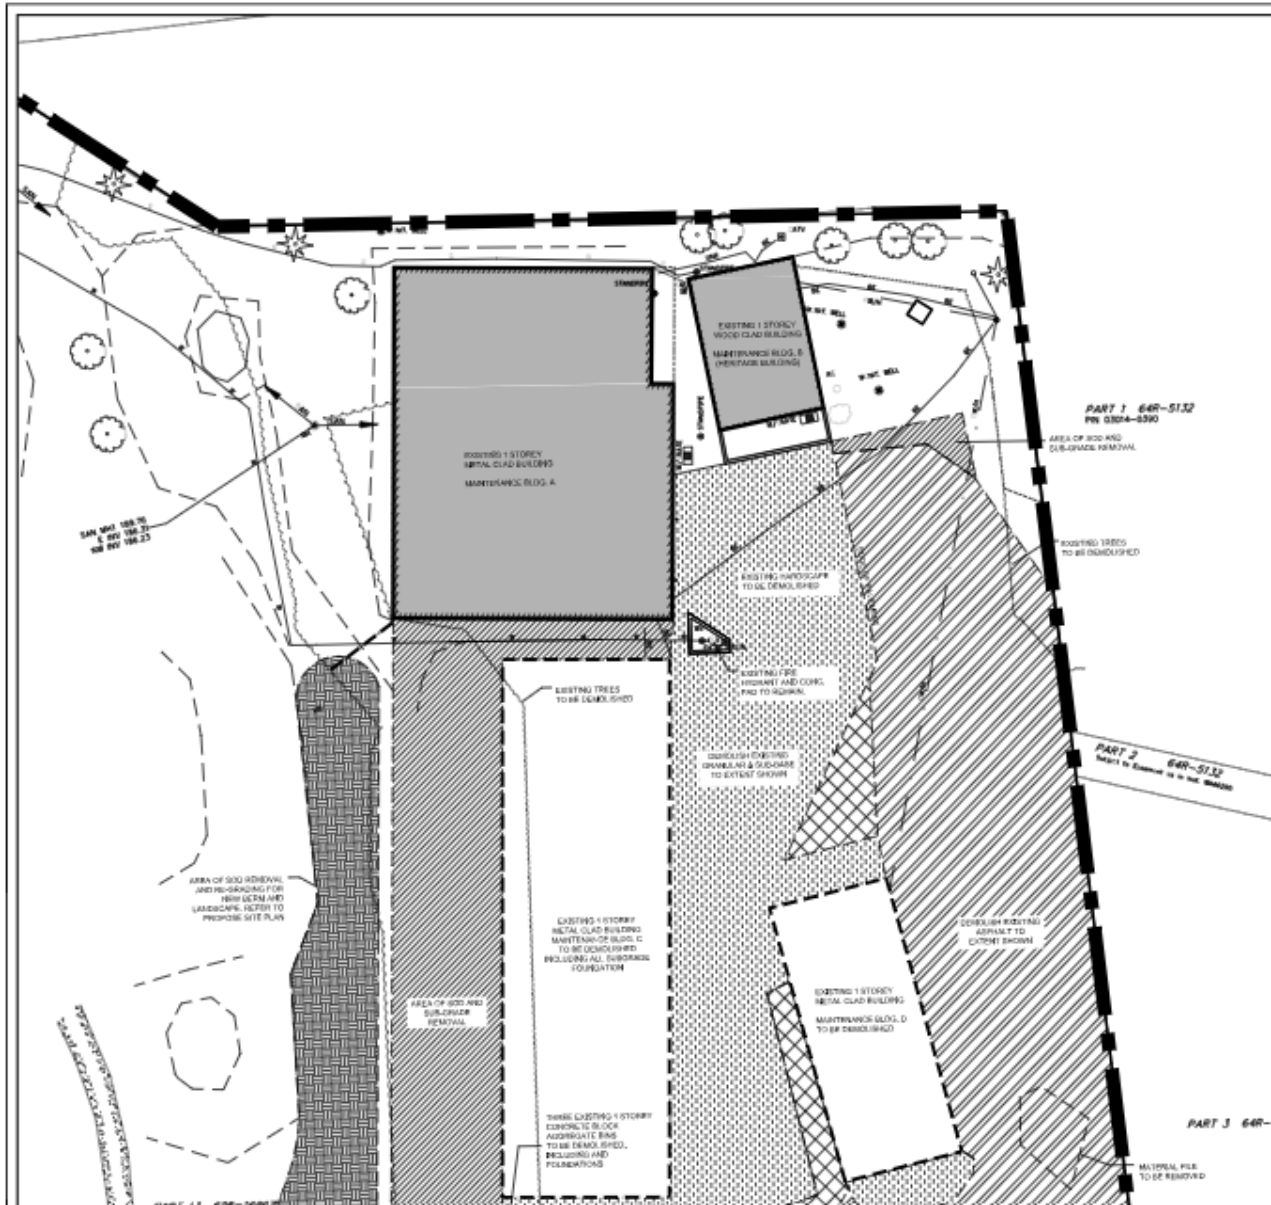 SAN
STANDPIPE
EXISTING 1 STOREY
WOOD CLAD BUILDING
MAINTENANCE BLDG. B
(HERITAGE BUILDING)
PART 1 64R-5132
AREA OF SOD AND
SUB-GRADE REMOVAL
EXISTING 1 STOREY
METAL CLAD BUILDING
MAINTENANCE BLDG. A
STANDPIPE
SAN
EXISTING TREES
TO BE DEMOLISHED
EXISTING HARDSCAPE
TO BE DEMOLISHED
EXISTING FIRE
HYDRANT AND CONC.
PAD TO REMAIN.
EXISTING TREES
TO BE DEMOLISHED
DEMOLISH EXISTING
GRANULAR & SUB-BASE
TO EXTENT SHOWN
PART 2 64R-5132
AREA OF SOD REMOVAL
AND RE-GRADING FOR
NEW BERM AND
LANDSCAPE. REFER TO
PROPOSE SITE PLAN
EXISTING 1 STOREY
METAL CLAD BUILDING
MAINTENANCE BLDG. C
TO BE DEMOLISHED
INCLUDING ALL SUBGRADE
FOUNDATION
DEMOLISH EXISTING
ASPHALT TO
EXTENT SHOWN
AREA OF SOD AND
SUB-GRADE
REMOVAL
EXISTING 1 STOREY
METAL CLAD BUILDING
MAINTENANCE BLDG. D
TO BE DEMOLISHED
THREE EXISTING 1 STOREY
CONCRETE BLOCK
AGGREGATE BINS
TO BE DEMOLISHED,
INCLUDING AND
FOUNDATIONS
PART 3 64R-
MATERIAL PILE
TO BE REMOVED